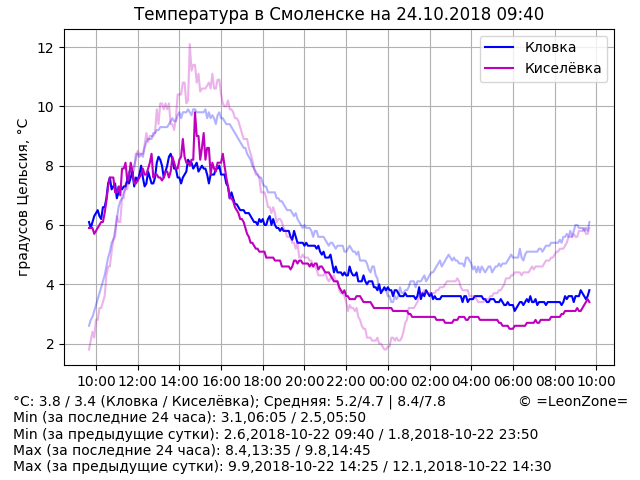 Температура в Смоленске на 24.10.2018 09:40
Кловка
Киселёвка
градусов Цельсия, °C
12
10
8
6
4
2
10:00 12:00 14:00 16:00 18:00 20:00 22:00 00:00 02:00 04:00 06:00 08:00 10:00
°C: 3.8 / 3.4 (Кловка / Киселёвка); Средняя: 5.2/4.7 | 8.4/7.8 © =LeonZone=
Min (за последние 24 часа): 3.1,06:05 / 2.5,05:50
Min (за предыдущие сутки): 2.6,2018-10-22 09:40 / 1.8,2018-10-22 23:50
Max (за последние 24 часа): 8.4,13:35 / 9.8,14:45
Max (за предыдущие сутки): 9.9,2018-10-22 14:25 / 12.1,2018-10-22 14:30